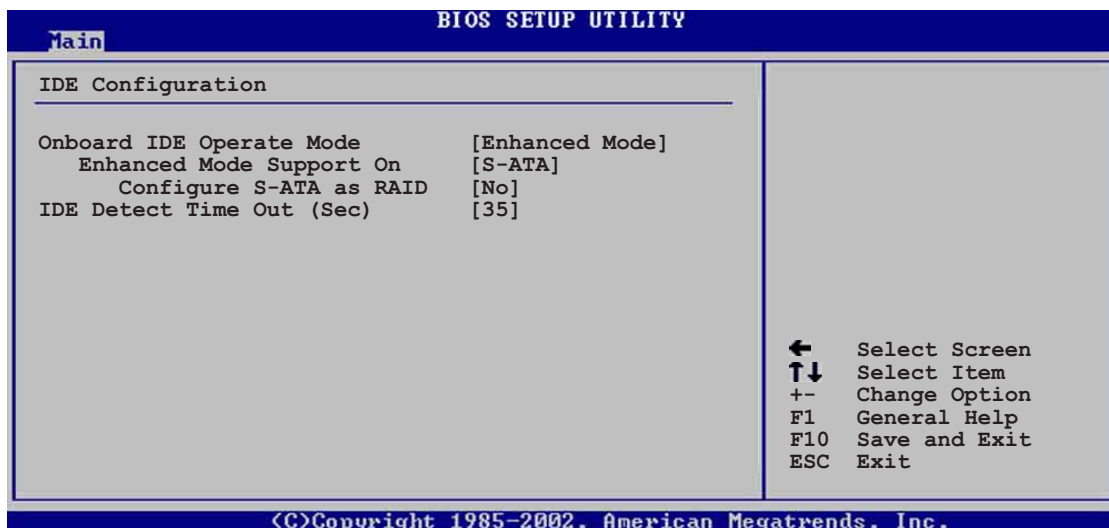 BIOS SETUP UTILITY
Main
IDE Configuration
Onboard IDE Operate Mode [Enhanced Mode]
Enhanced Mode Support On [S-ATA]
Configure S-ATA as RAID [No]
IDE Detect Time Out (Sec) [35]
← Select Screen
↑↓ Select Item
+- Change Option
F1 General Help
F10 Save and Exit
ESC Exit
(C)Copyright 1985-2002, American Megatrends, Inc.